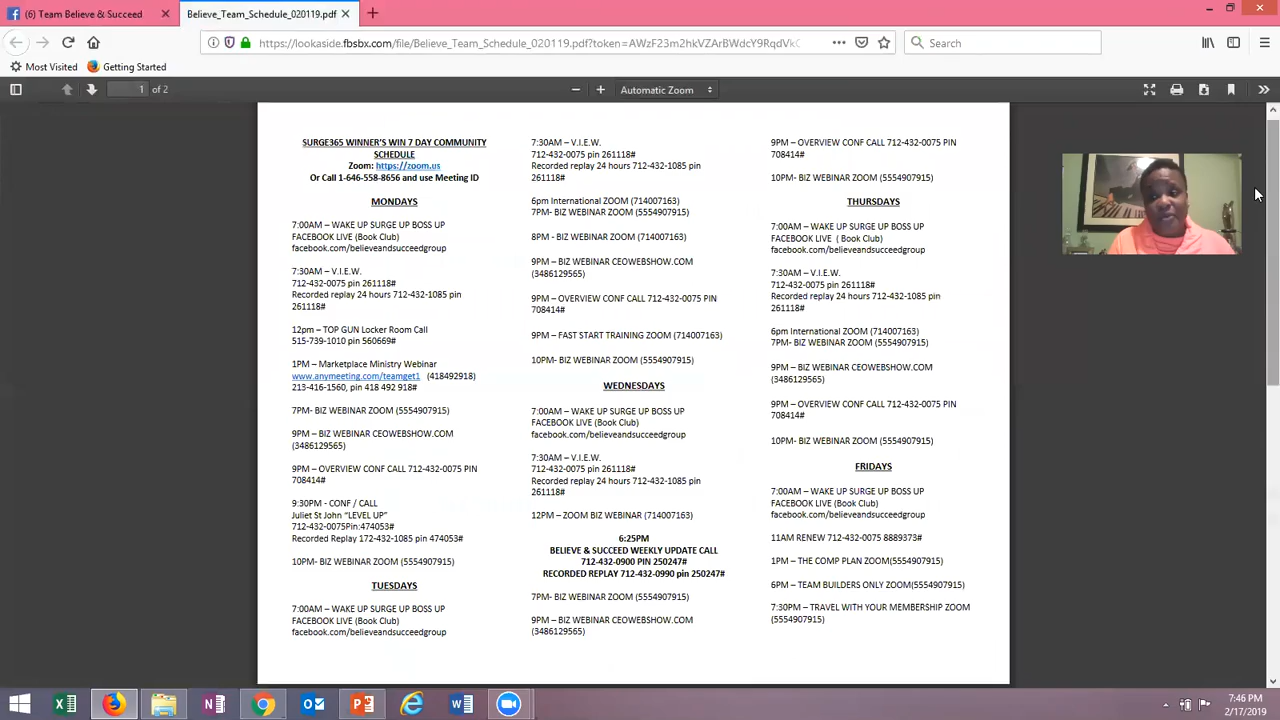 (6) Team Believe & Succeed
Believe_Team_Schedule_020119.pdf
https://lookaside.fbsbx.com/file/Believe_Team_Schedule_020119.pdf?token=AWzF23m2hkVZArBWdcY9RqdVk
Search
Most Visited
Getting Started
1 of 2
Automatic Zoom
SURGE365 WINNER'S WIN 7 DAY COMMUNITY
SCHEDULE
Zoom: https://zoom.us
Or Call 1-646-558-8656 and use Meeting ID
MONDAYS
7:00AM – WAKE UP SURGE UP BOSS UP
FACEBOOK LIVE (Book Club)
facebook.com/believeandsucceedgroup
7:30AM – V.I.E.W.
712-432-0075 pin 261118#
Recorded replay 24 hours 712-432-1085 pin
261118#
12pm – TOP GUN Locker Room Call
515-739-1010 pin 560669#
1PM – Marketplace Ministry Webinar
www.anymeeting.com/teamget1 (418492918)
213-416-1560, pin 418 492 918#
7PM- BIZ WEBINAR ZOOM (5554907915)
9PM – BIZ WEBINAR CEOWEBSHOW.COM
(3486129565)
9PM – OVERVIEW CONF CALL 712-432-0075 PIN
708414#
9:30PM - CONF / CALL
Juliet St John “LEVEL UP”
712-432-0075Pin:474053#
Recorded Replay 172-432-1085 pin 474053#
10PM- BIZ WEBINAR ZOOM (5554907915)
TUESDAYS
7:00AM – WAKE UP SURGE UP BOSS UP
FACEBOOK LIVE (Book Club)
facebook.com/believeandsucceedgroup
7:30AM – V.I.E.W.
712-432-0075 pin 261118#
Recorded replay 24 hours 712-432-1085 pin
261118#
6pm International ZOOM (714007163)
7PM- BIZ WEBINAR ZOOM (5554907915)
8PM - BIZ WEBINAR ZOOM (714007163)
9PM – BIZ WEBINAR CEOWEBSHOW.COM
(3486129565)
9PM – OVERVIEW CONF CALL 712-432-0075 PIN
708414#
9PM – FAST START TRAINING ZOOM (714007163)
10PM- BIZ WEBINAR ZOOM (5554907915)
WEDNESDAYS
7:00AM – WAKE UP SURGE UP BOSS UP
FACEBOOK LIVE (Book Club)
facebook.com/believeandsucceedgroup
7:30AM – V.I.E.W.
712-432-0075 pin 261118#
Recorded replay 24 hours 712-432-1085 pin
261118#
12PM – ZOOM BIZ WEBINAR (714007163)
6:25PM
BELIEVE & SUCCEED WEEKLY UPDATE CALL
712-432-0900 PIN 250247#
RECORDED REPLAY 712-432-0990 pin 250247#
7PM- BIZ WEBINAR ZOOM (5554907915)
9PM – BIZ WEBINAR CEOWEBSHOW.COM
(3486129565)
9PM – OVERVIEW CONF CALL 712-432-0075 PIN
708414#
10PM- BIZ WEBINAR ZOOM (5554907915)
THURSDAYS
7:00AM – WAKE UP SURGE UP BOSS UP
FACEBOOK LIVE ( Book Club)
facebook.com/believeandsucceedgroup
7:30AM – V.I.E.W.
712-432-0075 pin 261118#
Recorded replay 24 hours 712-432-1085 pin
261118#
6pm International ZOOM (714007163)
7PM- BIZ WEBINAR ZOOM (5554907915)
9PM – BIZ WEBINAR CEOWEBSHOW.COM
(3486129565)
9PM – OVERVIEW CONF CALL 712-432-0075 PIN
708414#
10PM- BIZ WEBINAR ZOOM (5554907915)
FRIDAYS
7:00AM – WAKE UP SURGE UP BOSS UP
FACEBOOK LIVE (Book Club)
facebook.com/believeandsucceedgroup
11AM RENEW 712-432-0075 8889373#
1PM – THE COMP PLAN ZOOM(5554907915)
6PM – TEAM BUILDERS ONLY ZOOM(5554907915)
7:30PM – TRAVEL WITH YOUR MEMBERSHIP ZOOM
(5554907915)
7:46 PM
2/17/2019